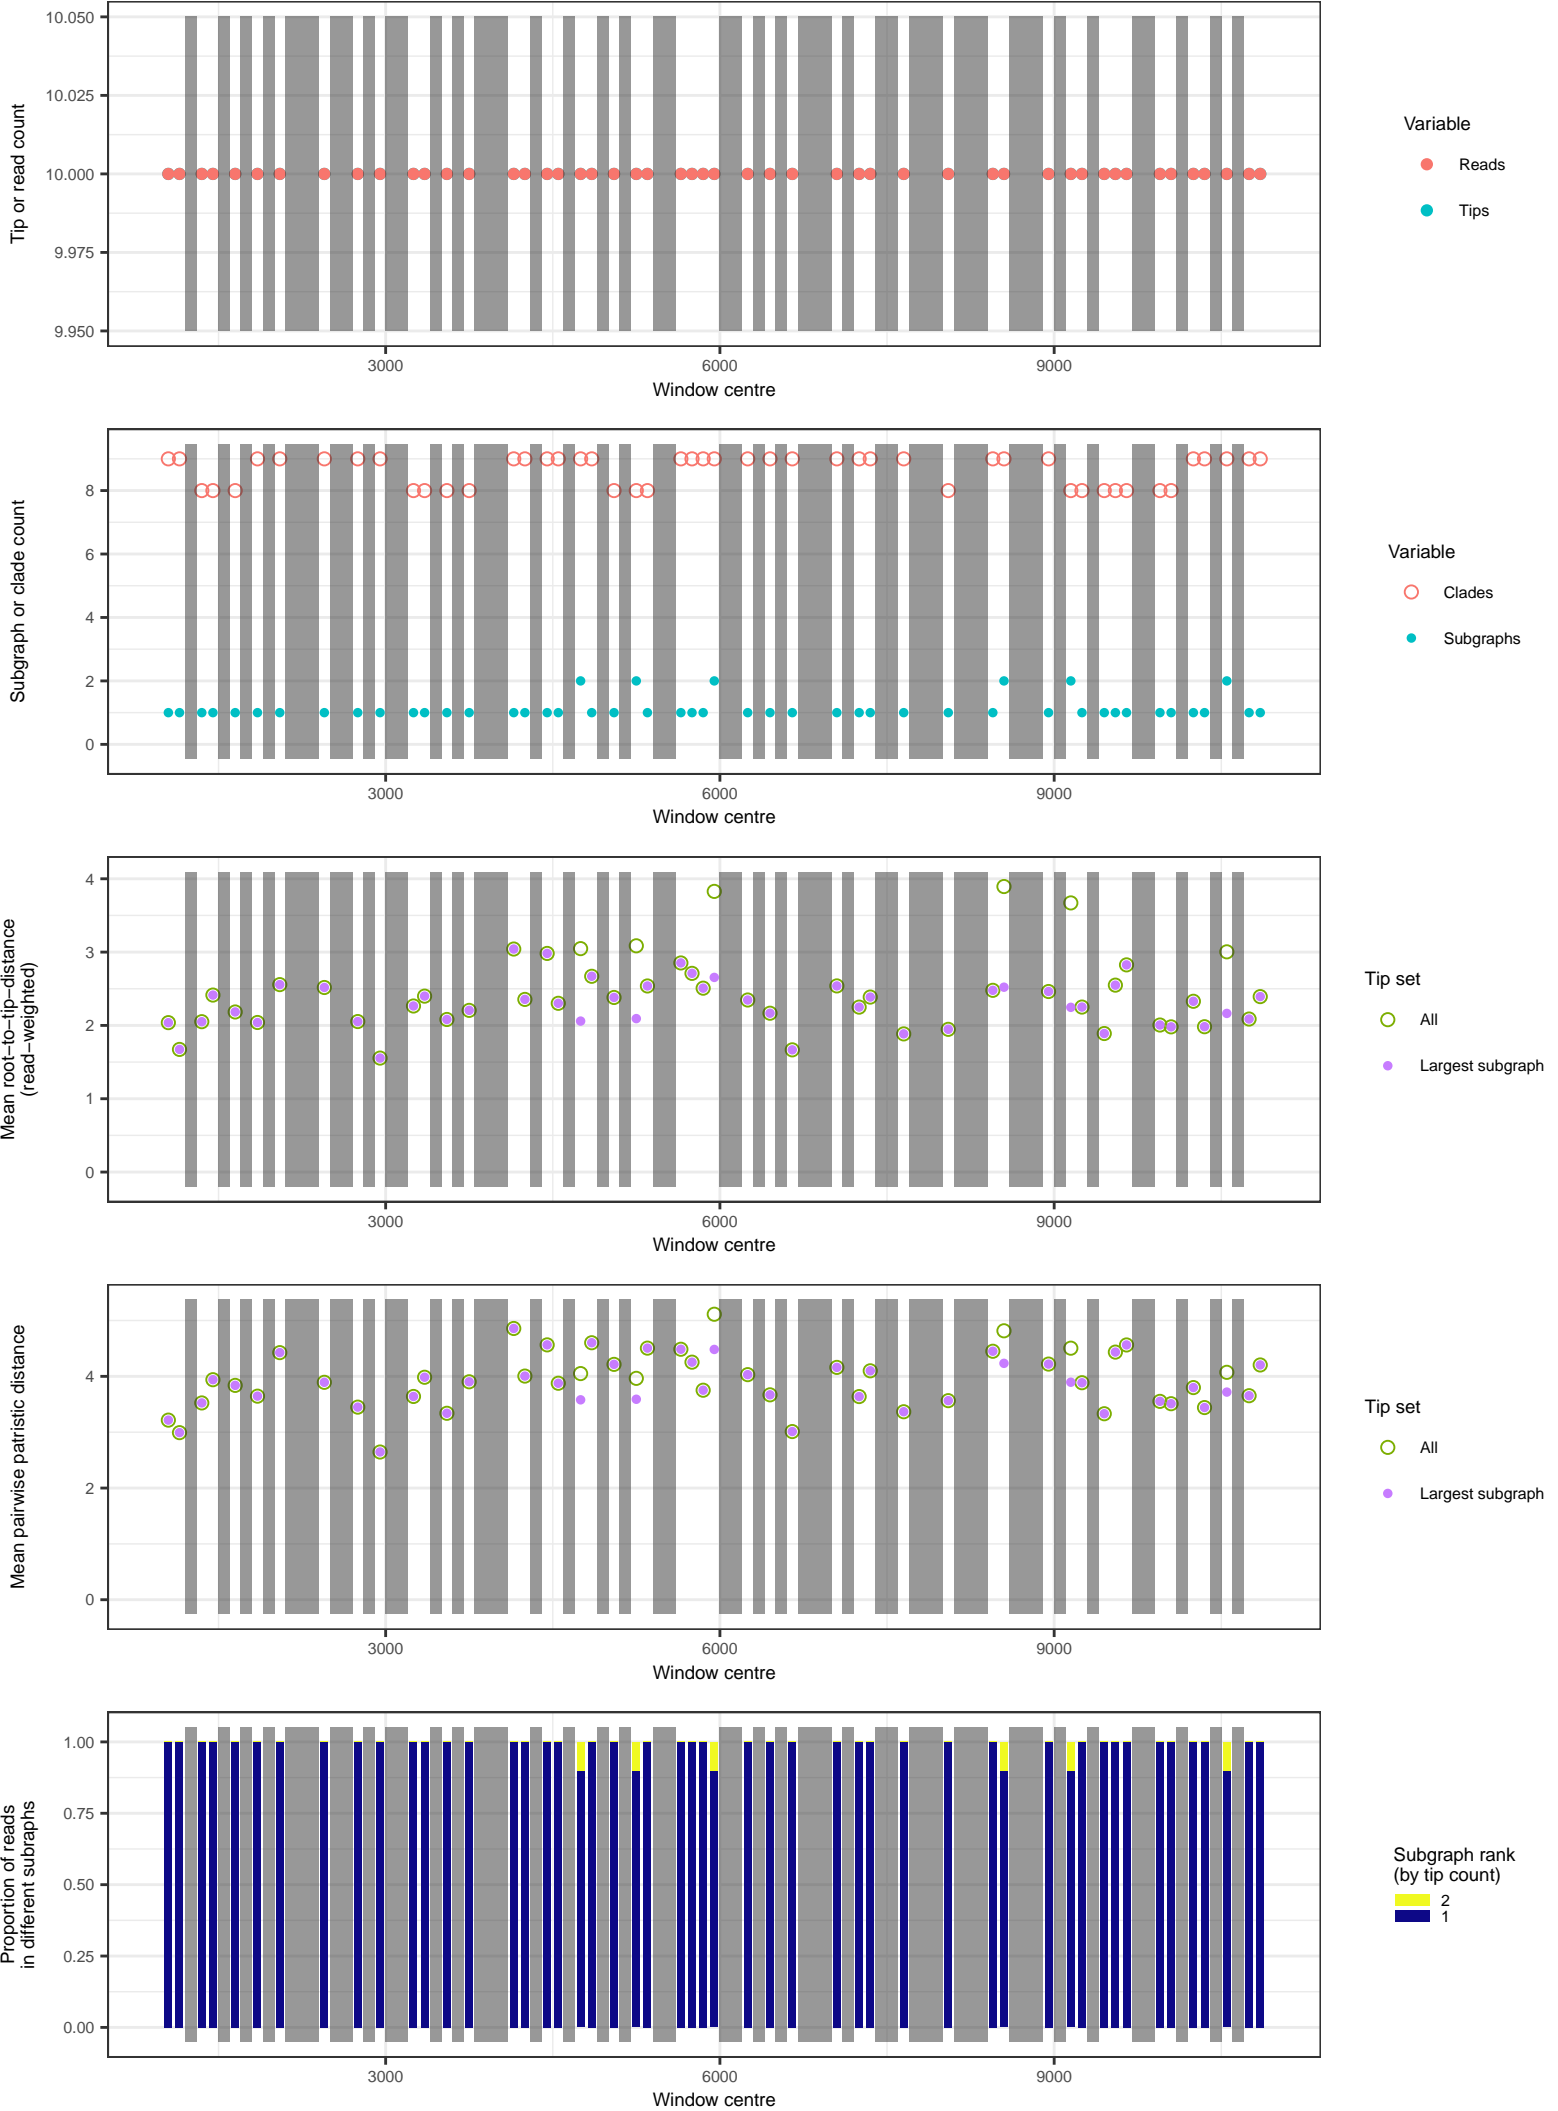 10.050
10.025
10.000
9.975
9.950
Tip or read count
3000
6000
9000
Window centre
Variable
Reads
Tips
8
6
4
2
0
Subgraph or clade count
3000
6000
9000
Window centre
Variable
Clades
Subgraphs
4
3
2
1
0
Mean root−to−tip−distance
(read−weighted)
3000
6000
9000
Window centre
Tip set
All
Largest subgraph
4
2
0
Mean pairwise patristic distance
3000
6000
9000
Window centre
Tip set
All
Largest subgraph
1.00
0.75
0.50
0.25
0.00
Proportion of reads
in different subraphs
3000
6000
9000
Window centre
Subgraph rank
(by tip count)
2
1